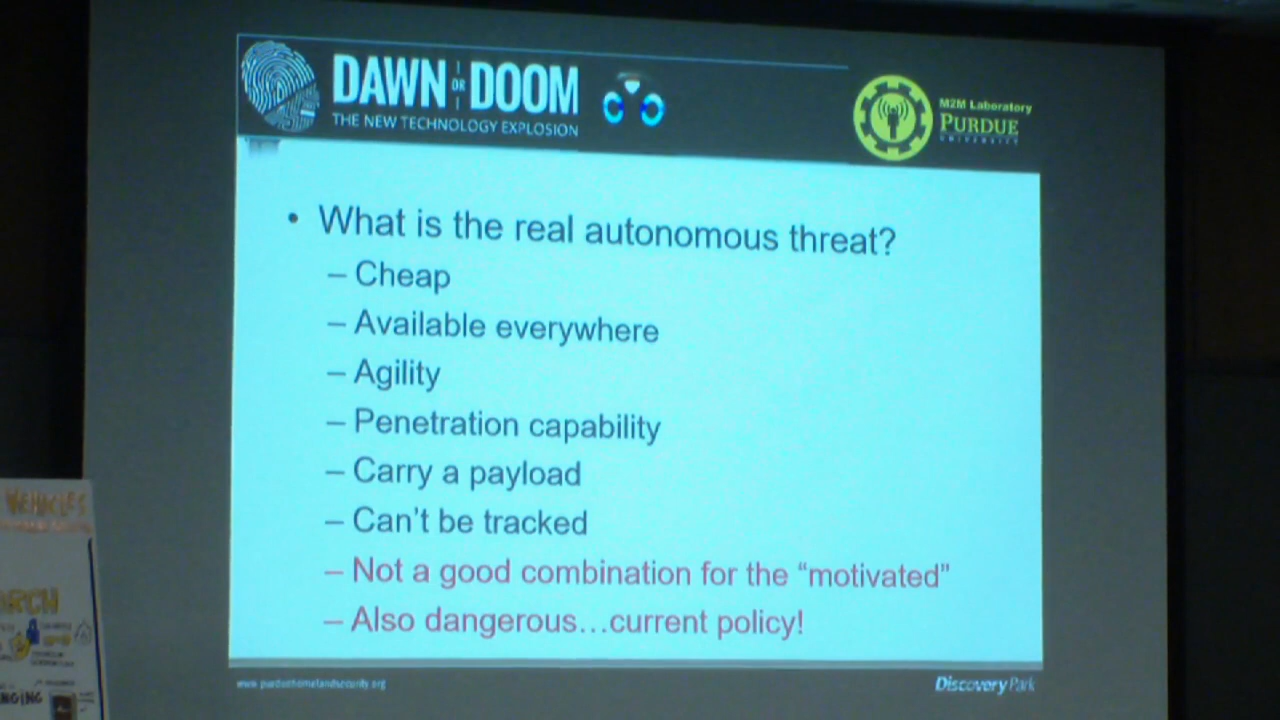 DAWN OR DOOM
THE NEW TECHNOLOGY EXPLOSION
M2M Laboratory
PURDUE
UNIVERSITY
• What is the real autonomous threat?
– Cheap
– Available everywhere
– Agility
– Penetration capability
– Carry a payload
– Can't be tracked
– Not a good combination for the “motivated”
– Also dangerous...current policy!
www.purduehomelandsecurity.org
Discovery Park
VEHICLES